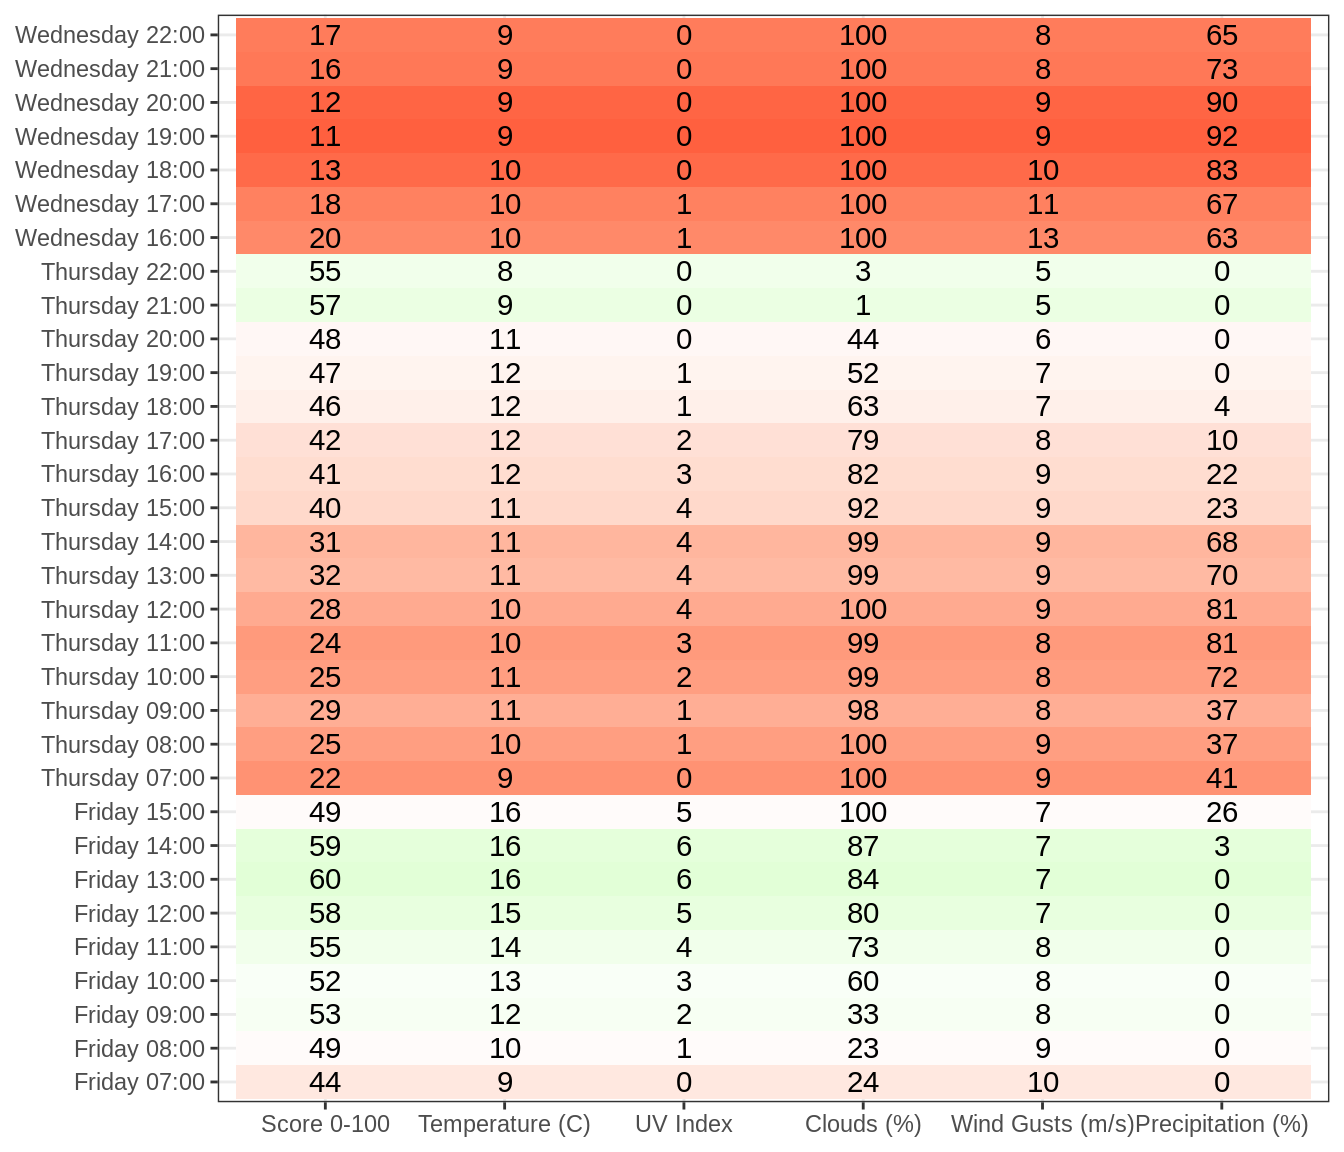 Wednesday 22:00 17 9 0 100 8 65
Wednesday 21:00 16 9 0 100 8 73
Wednesday 20:00 12 9 0 100 9 90
Wednesday 19:00 11 9 0 100 9 92
Wednesday 18:00 13 10 0 100 10 83
Wednesday 17:00 18 10 1 100 11 67
Wednesday 16:00 20 10 1 100 13 63
Thursday 22:00 55 8 0 3 5 0
Thursday 21:00 57 9 0 1 5 0
Thursday 20:00 48 11 0 44 6 0
Thursday 19:00 47 12 1 52 7 0
Thursday 18:00 46 12 1 63 7 4
Thursday 17:00 42 12 2 79 8 10
Thursday 16:00 41 12 3 82 9 22
Thursday 15:00 40 11 4 92 9 23
Thursday 14:00 31 11 4 99 9 68
Thursday 13:00 32 11 4 99 9 70
Thursday 12:00 28 10 4 100 9 81
Thursday 11:00 24 10 3 99 8 81
Thursday 10:00 25 11 2 99 8 72
Thursday 09:00 29 11 1 98 8 37
Thursday 08:00 25 10 1 100 9 37
Thursday 07:00 22 9 0 100 9 41
Friday 15:00 49 16 5 100 7 26
Friday 14:00 59 16 6 87 7 3
Friday 13:00 60 16 6 84 7 0
Friday 12:00 58 15 5 80 7 0
Friday 11:00 55 14 4 73 8 0
Friday 10:00 52 13 3 60 8 0
Friday 09:00 53 12 2 33 8 0
Friday 08:00 49 10 1 23 9 0
Friday 07:00 44 9 0 24 10 0
Score 0-100 Temperature (C) UV Index Clouds (%) Wind Gusts (m/s) Precipitation (%)